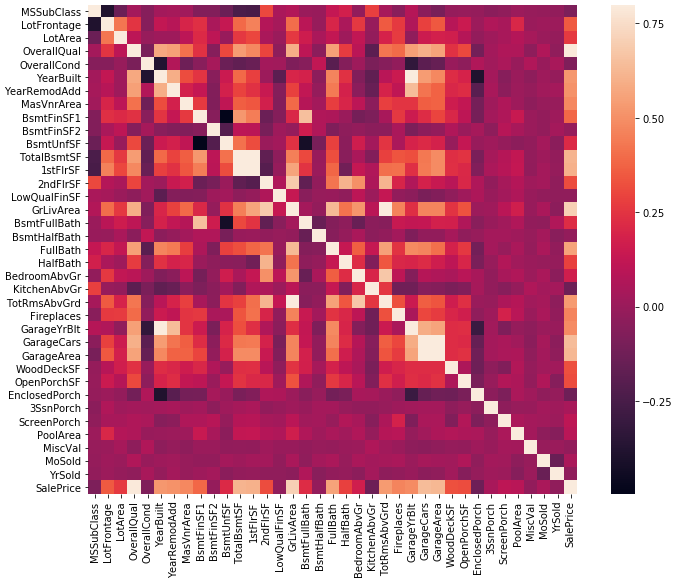 MSSubClass
LotFrontage
LotArea
OverallQual
OverallCond
YearBuilt
YearRemodAdd
MasVnrArea
BsmtFinSF1
BsmtFinSF2
BsmtUnfSF
TotalBsmtSF
1stFlrSF
2ndFlrSF
LowQualFinSF
GrLivArea
BsmtFullBath
BsmtHalfBath
FullBath
HalfBath
BedroomAbvGr
KitchenAbvGr
TotRmsAbvGrd
Fireplaces
GarageYrBlt
GarageCars
GarageArea
WoodDeckSF
OpenPorchSF
EnclosedPorch
3SsnPorch
ScreenPorch
PoolArea
MiscVal
MoSold
YrSold
SalePrice
MSSubClass
LotFrontage
LotArea
OverallQual
OverallCond
YearBuilt
YearRemodAdd
MasVnrArea
BsmtFinSF1
BsmtFinSF2
BsmtUnfSF
TotalBsmtSF
1stFlrSF
2ndFlrSF
LowQualFinSF
GrLivArea
BsmtFullBath
BsmtHalfBath
FullBath
HalfBath
BedroomAbvGr
KitchenAbvGr
TotRmsAbvGrd
Fireplaces
GarageYrBlt
GarageCars
GarageArea
WoodDeckSF
OpenPorchSF
EnclosedPorch
3SsnPorch
ScreenPorch
PoolArea
MiscVal
MoSold
YrSold
SalePrice
0.75
0.50
0.25
0.00
−0.25